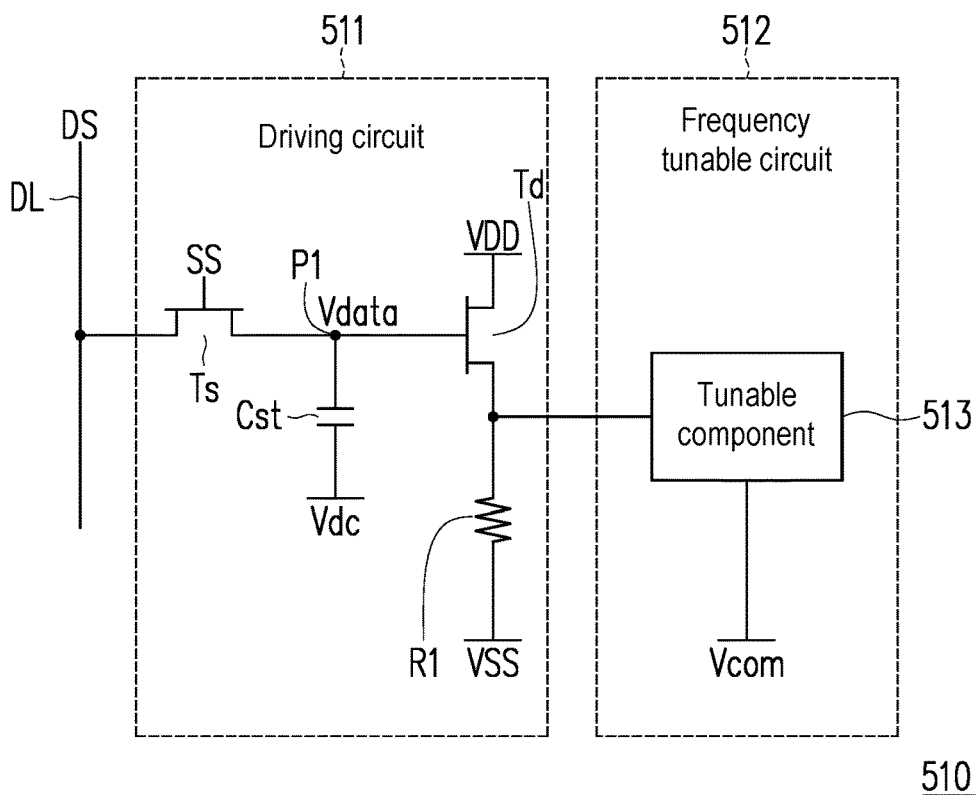 511
512
DS
Driving circuit
Frequency
tunable circuit
DL
Td
SS
P1
VDD
Vdata
Ts
Cst
Tunable
component
513
Vdc
R1
VSS
Vcom
510